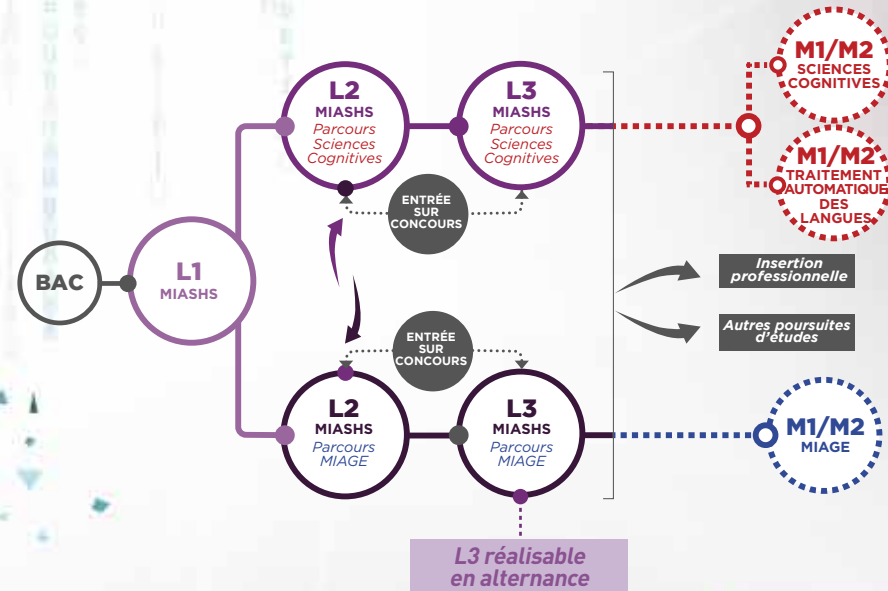 BAC
L1
MIASHS
L2
MIASHS
Parcours
Sciences
Cognitives
L3
MIASHS
Parcours
Sciences
Cognitives
ENTRÉE
SUR
CONCOURS
M1/M2
SCIENCES
COGNITIVES
M1/M2
TRAITEMENT
AUTOMATIQUE
DES
LANGUES
Insertion
professionnelle
Autres poursuites
d'études
ENTRÉE
SUR
CONCOURS
L2
MIASHS
Parcours
MIAGE
L3
MIASHS
Parcours
MIAGE
M1/M2
MIAGE
L3 réalisable
en alternance